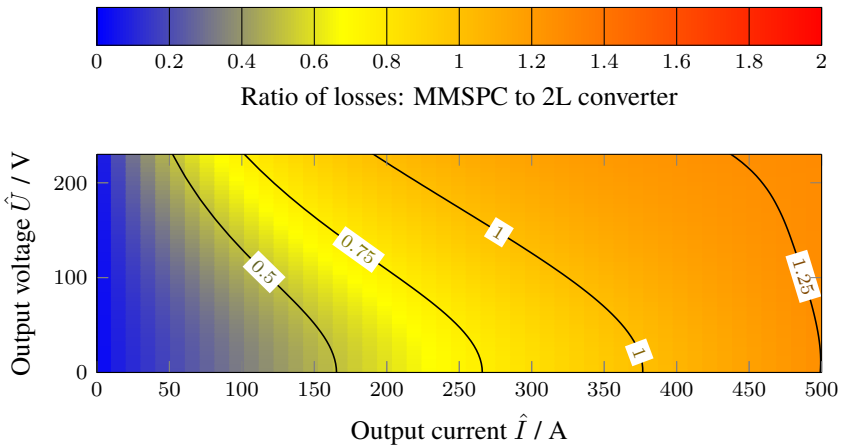 0 0.2 0.4 0.6 0.8 1 1.2 1.4 1.6 1.8 2
Ratio of losses: MMSPC to 2L converter
Output voltage Û / V
200
100
0
0.5
0.75
1
1
1.25
0 50 100 150 200 250 300 350 400 450 500
Output current Î / A